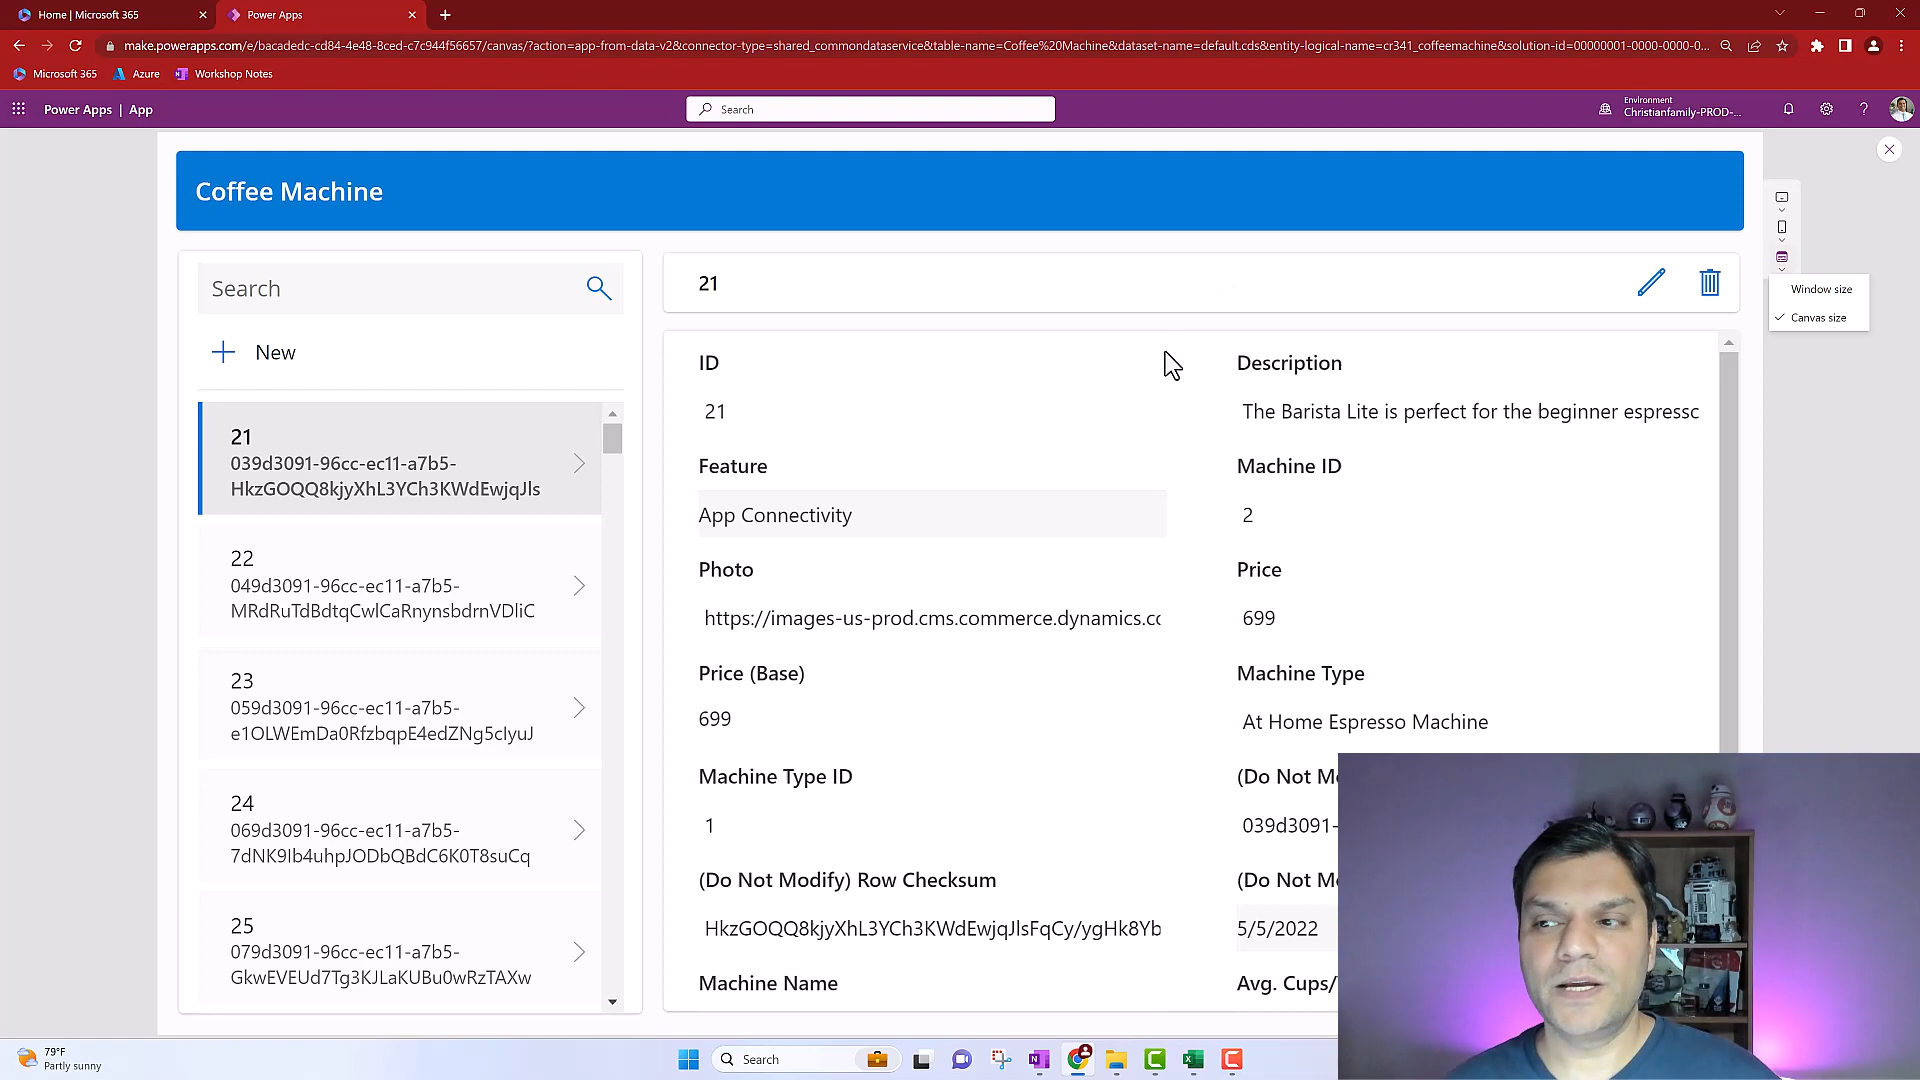 Home | Microsoft 365
Power Apps
make.powerapps.com/e/bacadedc-cd84-4e48-8ced-c7c944f56657/canvas/?action=app-from-data-v2&connector-type=shared_commondataservice&table-name=Coffee%20Machine&dataset-name=default.cds&entity-logical-name=cr341_coffeemachine&solution-id=00000001-0000-0000-0...
Microsoft 365
Azure
Workshop Notes
Power Apps | App
Search
Environment
Christianfamily-PROD-...
Coffee Machine
Window size
Canvas size
Search
New
21
039d3091-96cc-ec11-a7b5-
HkzGOQQ8kjyXhL3YCh3KWdEwjqJls
22
049d3091-96cc-ec11-a7b5-
MRdRuTdBdtqCwlCaRnynsbdrnVDliC
23
059d3091-96cc-ec11-a7b5-
e1OLWEmDa0RfzbqpE4edZNg5clyuJ
24
069d3091-96cc-ec11-a7b5-
7dNK9Ib4uhpJODbQBdC6K0T8suCq
25
079d3091-96cc-ec11-a7b5-
GkwEVEUd7Tg3KJLaKUBu0wRzTAXw
21
ID
21
Description
The Barista Lite is perfect for the beginner espressc
Feature
App Connectivity
Machine ID
2
Photo
https://images-us-prod.cms.commerce.dynamics.cc
Price
699
Price (Base)
699
Machine Type
At Home Espresso Machine
Machine Type ID
1
(Do Not Mo
039d3091-
(Do Not Modify) Row Checksum
HkzGOQQ8kjyXhL3YCh3KWdEwjqJlsFqCy/ygHk8Yb
(Do Not Mo
5/5/2022
Machine Name
Avg. Cups/
79°F
Partly sunny
Search